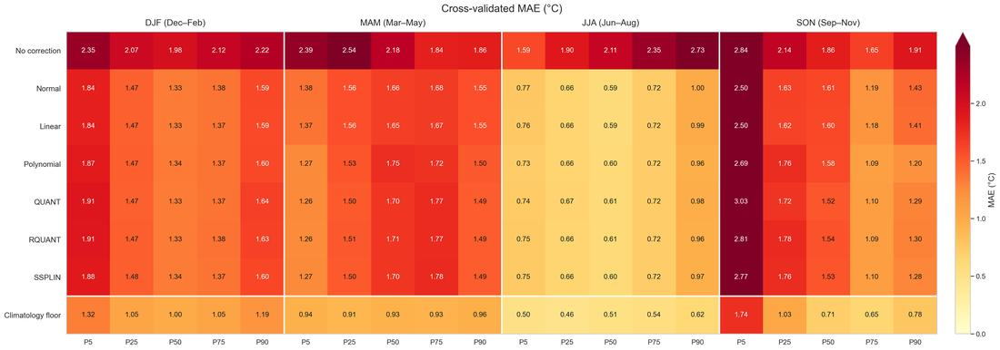 Cross-validated MAE (°C)
DJF (Dec–Feb) MAM (Mar–May) JJA (Jun–Aug) SON (Sep–Nov)
No correction 2.35 2.07 1.98 2.12 2.22 2.39 2.54 2.18 1.84 1.86 1.59 1.90 2.11 2.35 2.73 2.84 2.14 1.86 1.65 1.91
Normal 1.84 1.47 1.33 1.38 1.59 1.38 1.56 1.66 1.68 1.55 0.77 0.66 0.59 0.72 1.00 2.50 1.63 1.61 1.19 1.43
Linear 1.84 1.47 1.33 1.37 1.59 1.37 1.56 1.65 1.67 1.55 0.76 0.66 0.59 0.72 0.99 2.50 1.62 1.60 1.18 1.41
Polynomial 1.87 1.47 1.34 1.37 1.60 1.27 1.53 1.75 1.72 1.50 0.73 0.66 0.60 0.72 0.96 2.69 1.76 1.58 1.09 1.20
QUANT 1.91 1.47 1.33 1.37 1.64 1.26 1.50 1.70 1.77 1.49 0.74 0.67 0.61 0.72 0.98 3.03 1.72 1.52 1.10 1.29
RQUANT 1.91 1.47 1.33 1.38 1.63 1.26 1.51 1.71 1.77 1.49 0.75 0.66 0.61 0.72 0.96 2.81 1.78 1.54 1.09 1.30
SSPLIN 1.88 1.48 1.34 1.37 1.60 1.27 1.50 1.70 1.78 1.49 0.75 0.66 0.60 0.72 0.97 2.77 1.76 1.53 1.10 1.28
Climatology floor 1.32 1.05 1.00 1.05 1.19 0.94 0.91 0.93 0.93 0.96 0.50 0.46 0.51 0.54 0.62 1.74 1.03 0.71 0.65 0.78
P5 P25 P50 P75 P90 P5 P25 P50 P75 P90 P5 P25 P50 P75 P90 P5 P25 P50 P75 P90
2.0
1.5
1.0
0.5
0.0
MAE (°C)